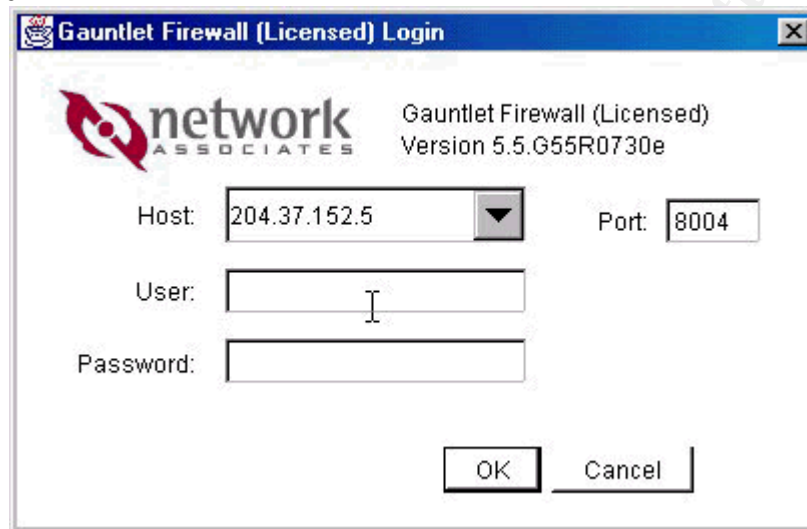 Gauntlet Firewall (Licensed) Login
network
ASSOCIATES
Gauntlet Firewall (Licensed)
Version 5.5.G55R0730e
Host: 204.37.152.5 Port: 8004
User:
Password:
OK Cancel